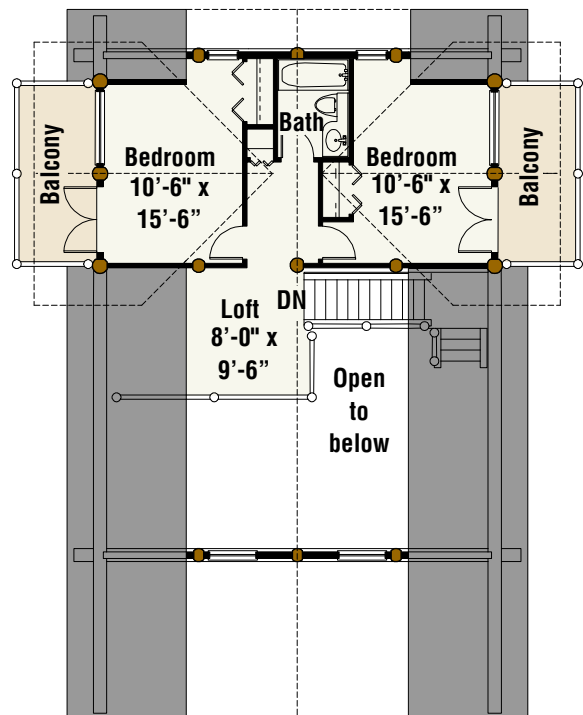 Bath
Bedroom
10’-6" x
15’-6”
Bedroom
10’-6" x
15’-6”
Balcony
Balcony
DN
Loft
8’-0" x
9’-6”
Open
to
below